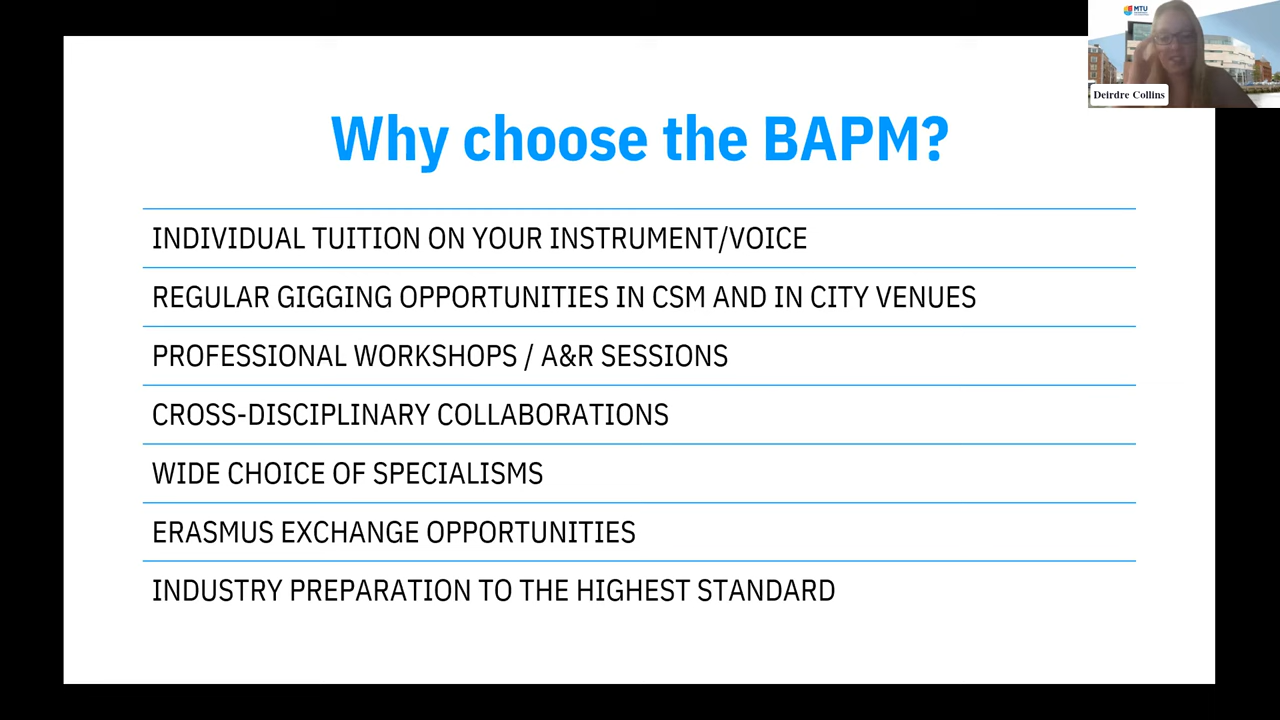 MTU
Deirdre Collins
Why choose the BAPM?
INDIVIDUAL TUITION ON YOUR INSTRUMENT/VOICE
REGULAR GIGGING OPPORTUNITIES IN CSM AND IN CITY VENUES
PROFESSIONAL WORKSHOPS / A&R SESSIONS
CROSS-DISCIPLINARY COLLABORATIONS
WIDE CHOICE OF SPECIALISMS
ERASMUS EXCHANGE OPPORTUNITIES
INDUSTRY PREPARATION TO THE HIGHEST STANDARD